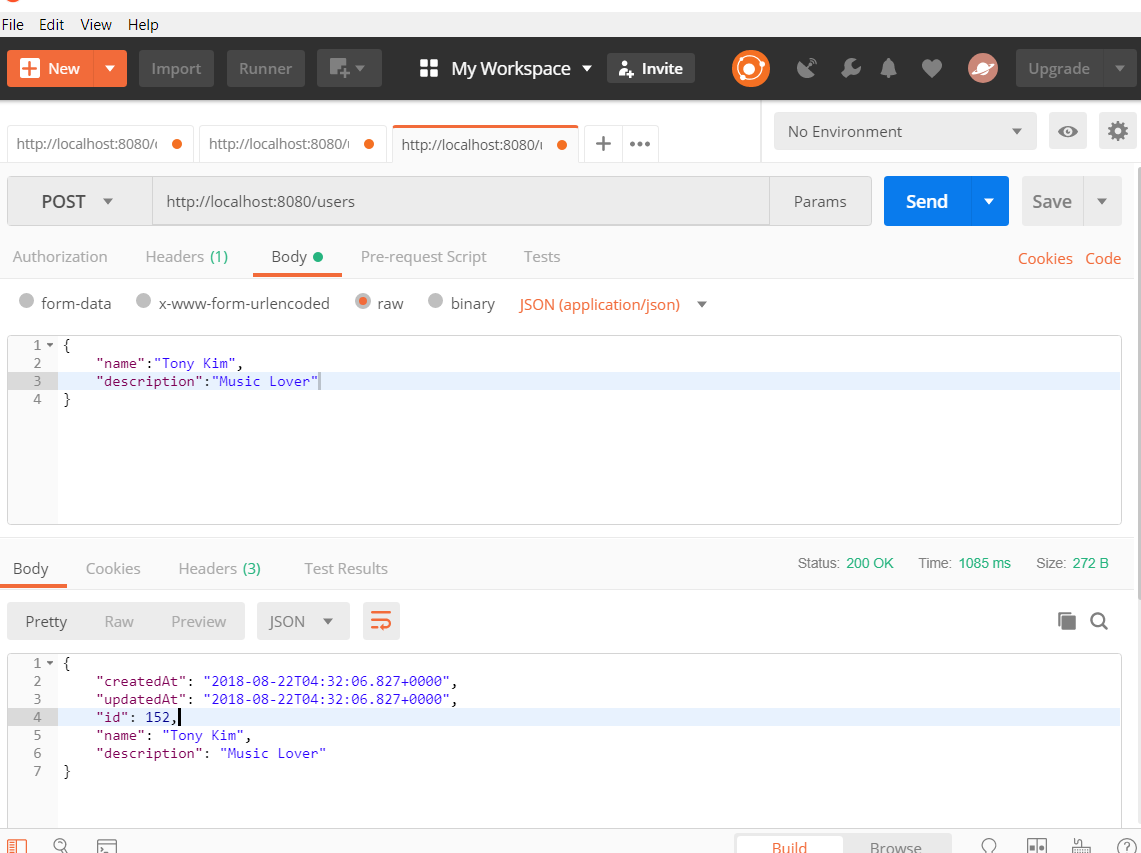 File Edit View Help
New Import Runner My Workspace Invite Upgrade
http://localhost:8080/ http://localhost:8080/ http://localhost:8080/ + ••• No Environment
POST http://localhost:8080/users Params Send Save
Authorization Headers (1) Body Pre-request Script Tests Cookies Code
form-data x-www-form-urlencoded raw binary JSON (application/json)
1 {
2 "name":"Tony Kim",
3 "description":"Music Lover"
4 }
Body Cookies Headers (3) Test Results Status: 200 OK Time: 1085 ms Size: 272 B
Pretty Raw Preview JSON
1 {
2 "createdAt": "2018-08-22T04:32:06.827+0000",
3 "updatedAt": "2018-08-22T04:32:06.827+0000",
4 "id": 152,
5 "name": "Tony Kim",
6 "description": "Music Lover"
7 }
Build Browse